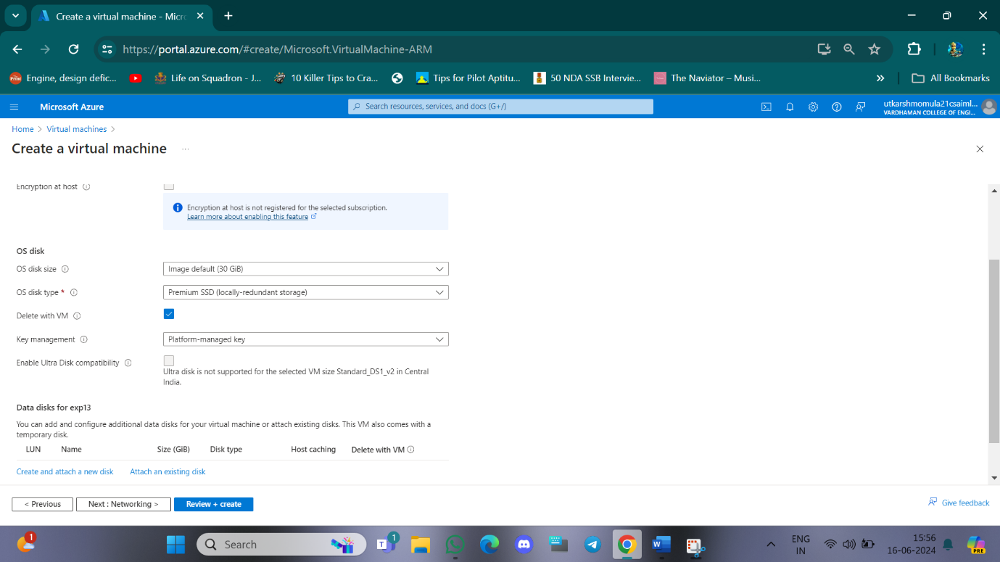 Create a virtual machine - Micr
https://portal.azure.com/#create/Microsoft.VirtualMachine-ARM
Engine, design defic...
Life on Squadron - J...
10 Killer Tips to Cra...
Tips for Pilot Aptitu...
50 NDA SSB Intervie...
The Naviator – Musi...
All Bookmarks
Microsoft Azure
Search resources, services, and docs (G+/)
utkarshmomula21csaiml...
VARDHAMAN COLLEGE OF ENGI...
Home > Virtual machines >
Create a virtual machine ...
Encryption at host
Encryption at host is not registered for the selected subscription.
Learn more about enabling this feature
OS disk
OS disk size
Image default (30 GiB)
OS disk type *
Premium SSD (locally-redundant storage)
Delete with VM
Key management
Platform-managed key
Enable Ultra Disk compatibility
Ultra disk is not supported for the selected VM size Standard_DS1_v2 in Central
India.
Data disks for exp13
You can add and configure additional data disks for your virtual machine or attach existing disks. This VM also comes with a
temporary disk.
LUN Name Size (GiB) Disk type Host caching Delete with VM
Create and attach a new disk Attach an existing disk
< Previous
Next : Networking >
Review + create
Give feedback
1
Search
T
1
W
ENG
IN
15:56
16-06-2024
PRE